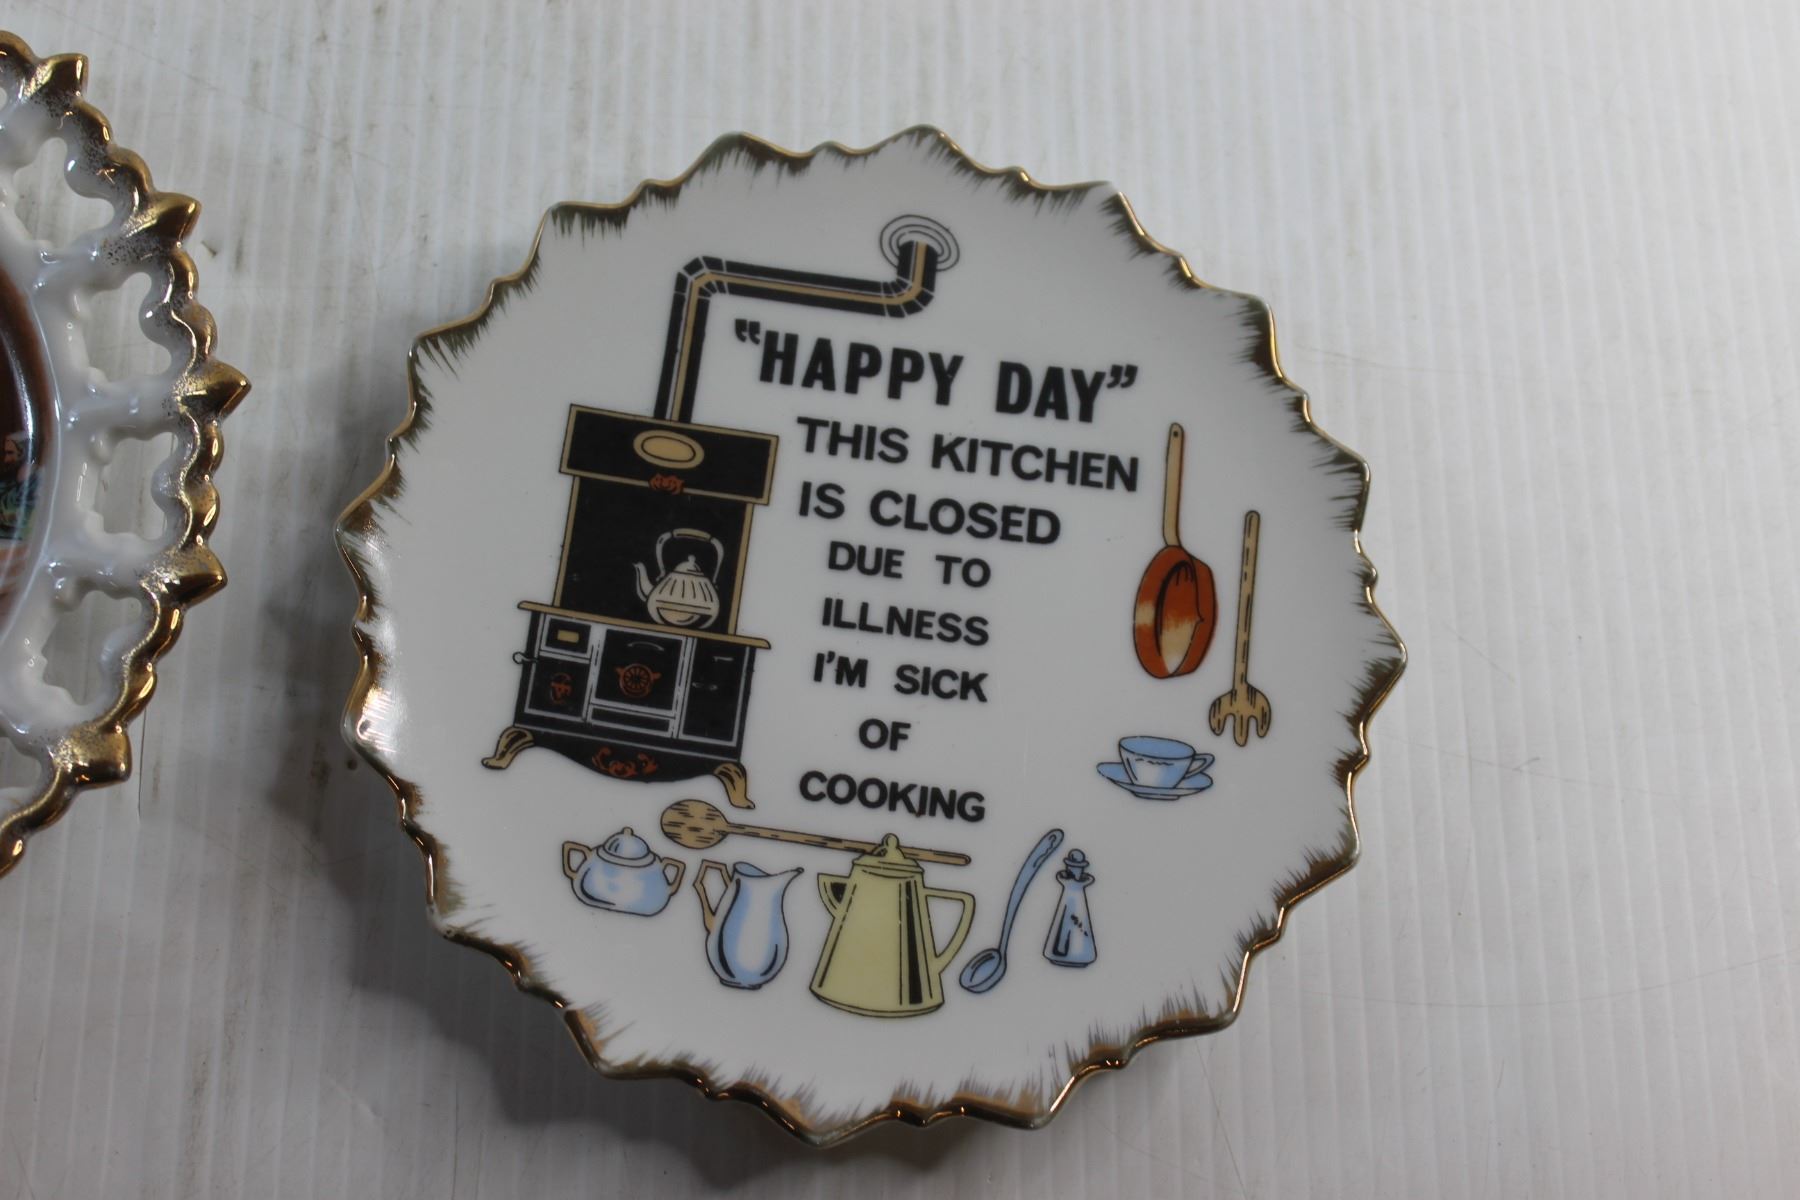 “HAPPY DAY”
THIS KITCHEN
IS CLOSED
DUE TO
ILLNESS
I’M SICK
OF
COOKING